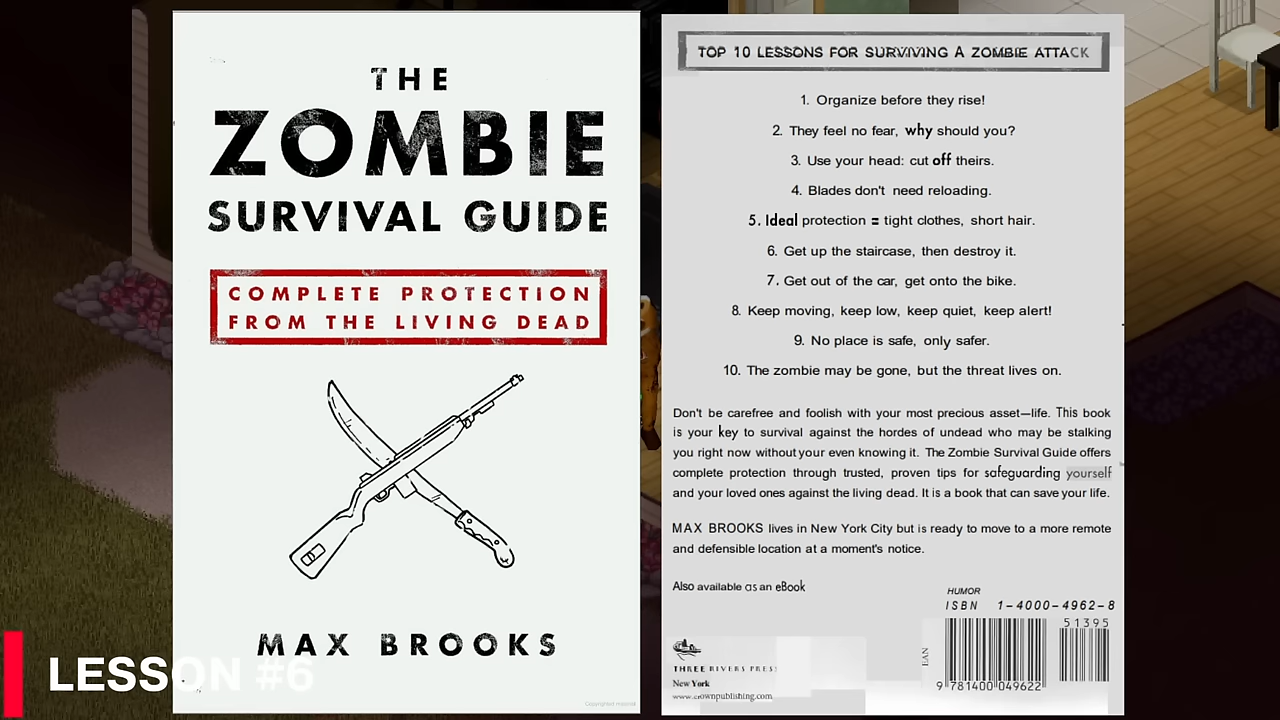 THE
ZOMBIE
SURVIVAL GUIDE
COMPLETE PROTECTION
FROM THE LIVING DEAD
MAX BROOKS
Copyrighted material
TOP 10 LESSONS FOR SURVIVING A ZOMBIE ATTACK
1. Organize before they rise!
2. They feel no fear, why should you?
3. Use your head: cut off theirs.
4. Blades don't need reloading.
5. Ideal protection = tight clothes, short hair.
6. Get up the staircase, then destroy it.
7. Get out of the car, get onto the bike.
8. Keep moving, keep low, keep quiet, keep alert!
9. No place is safe, only safer.
10. The zombie may be gone, but the threat lives on.
Don't be carefree and foolish with your most precious asset—life. This book
is your key to survival against the hordes of undead who may be stalking
you right now without your even knowing it. The Zombie Survival Guide offers
complete protection through trusted, proven tips for safeguarding yourself
and your loved ones against the living dead. It is a book that can save your life.
MAX BROOKS lives in New York City but is ready to move to a more remote
and defensible location at a moment's notice.
Also available as an eBook
HUMOR
ISBN 1-4000-4962-8
51395
EAN
9 781400 049622
THREE RIVERS PRESS
New York
www.crownpublishing.com
LESSON #6